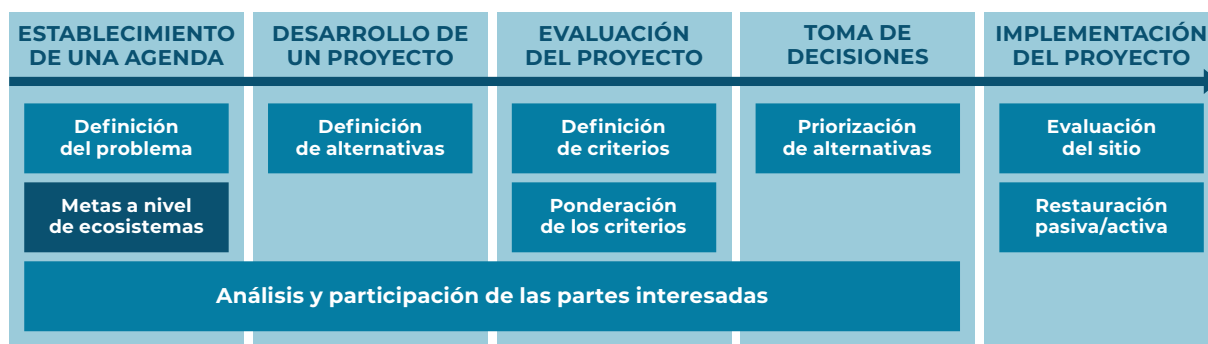 ESTABLECIMIENTO
DE UNA AGENDA
DESARROLLO DE
UN PROYECTO
EVALUACIÓN
DEL PROYECTO
TOMA DE
DECISIONES
IMPLEMENTACIÓN
DEL PROYECTO
Definición
del problema
Metas a nivel
de ecosistemas
Definición
de alternativas
Definición
de criterios
Ponderación
de los criterios
Priorización
de alternativas
Evaluación
del sitio
Restauración
pasiva/activa
Análisis y participación de las partes interesadas